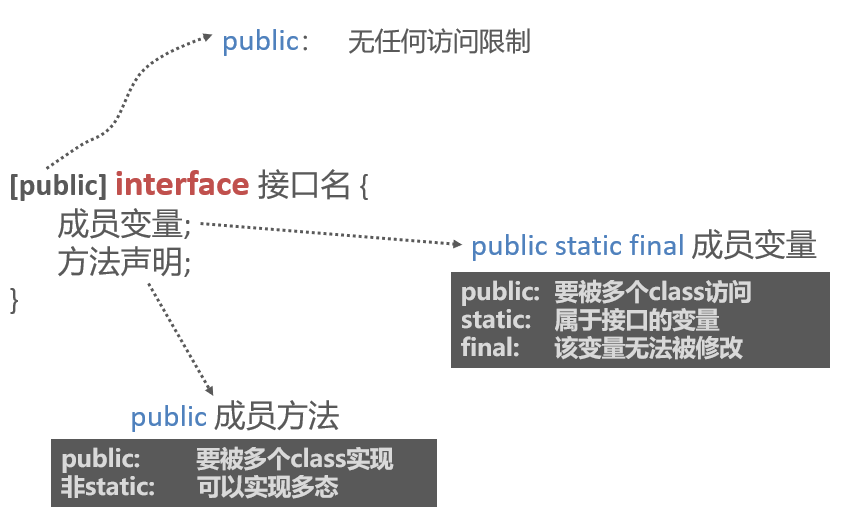 public： 无任何访问限制
[public] interface 接口名 {
成员变量;
方法声明;
}
public static final 成员变量
public: 要被多个class访问
static: 属于接口的变量
final: 该变量无法被修改
public 成员方法
public: 要被多个class实现
非static: 可以实现多态